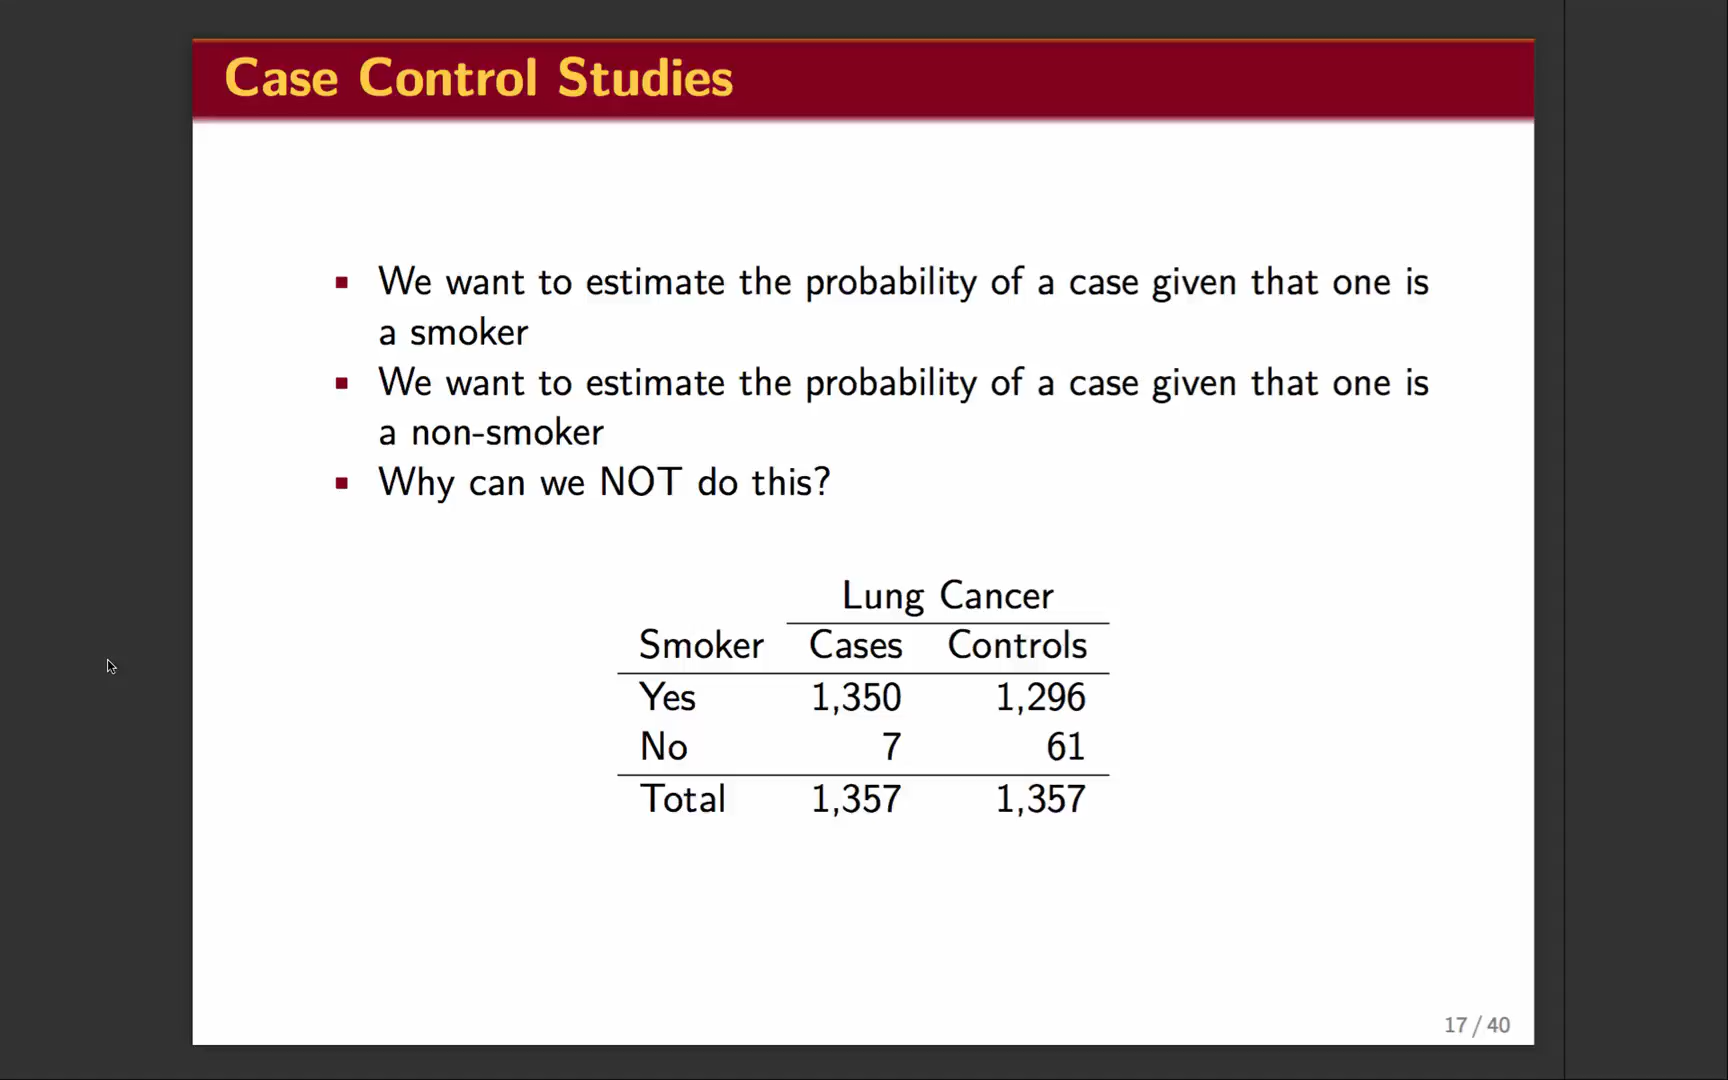 Case Control Studies
We want to estimate the probability of a case given that one is
a smoker
We want to estimate the probability of a case given that one is
a non-smoker
Why can we NOT do this?
Lung Cancer
Smoker Cases Controls
Yes 1,350 1,296
No 7 61
Total 1,357 1,357
17 / 40